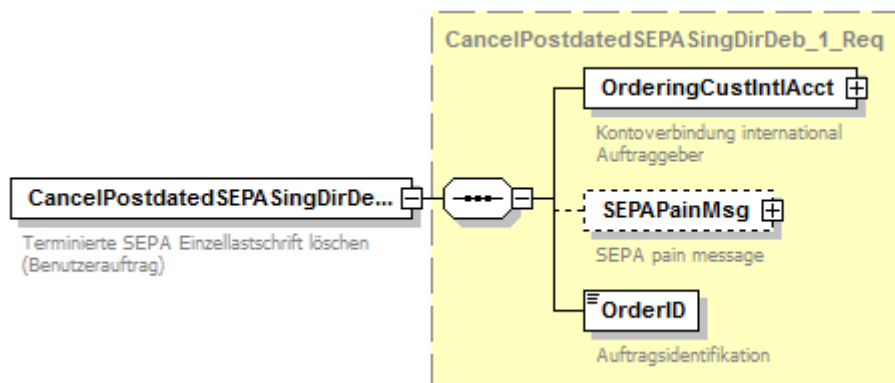 CancelPostdatedSEPASingDirDeb_1_Req
OrderingCustIntlAcct
Kontoverbindung international
Auftraggeber
CancelPostdatedSEPASingDirDe...
Terminierte SEPA Einzellastschrift löschen
(Benutzerauftrag)
SEPAPainMsg
SEPA pain message
OrderID
Auftragsidentifikation